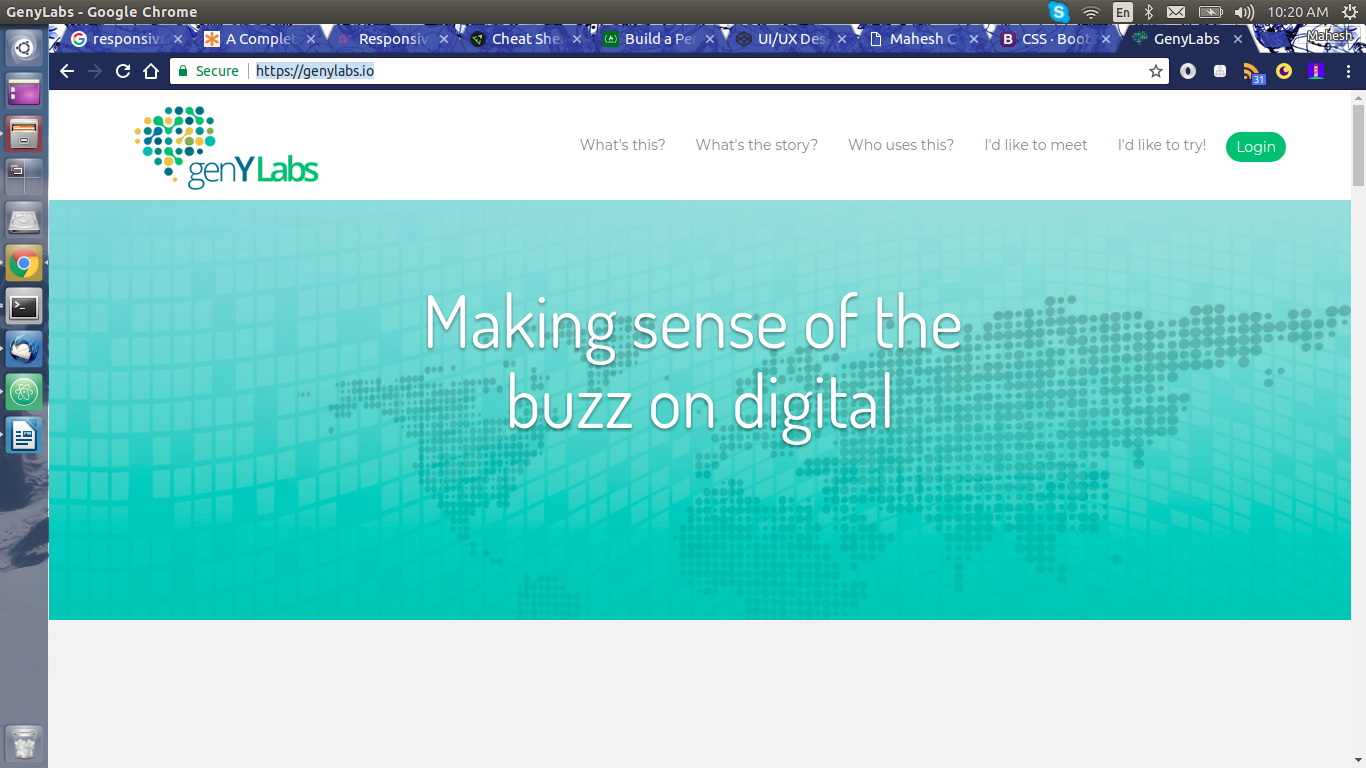 GenyLabs - Google Chrome
En
10:20 AM
responsive
A Complet
Responsiv
Cheat She
Build a Per
UI/UX Des
Mahesh C
CSS · Boot
GenyLabs
Mahesh
Secure
https://genylabs.io
31
genYLabs
What's this?
What's the story?
Who uses this?
I'd like to meet
I'd like to try!
Login
Making sense of the
buzz on digital